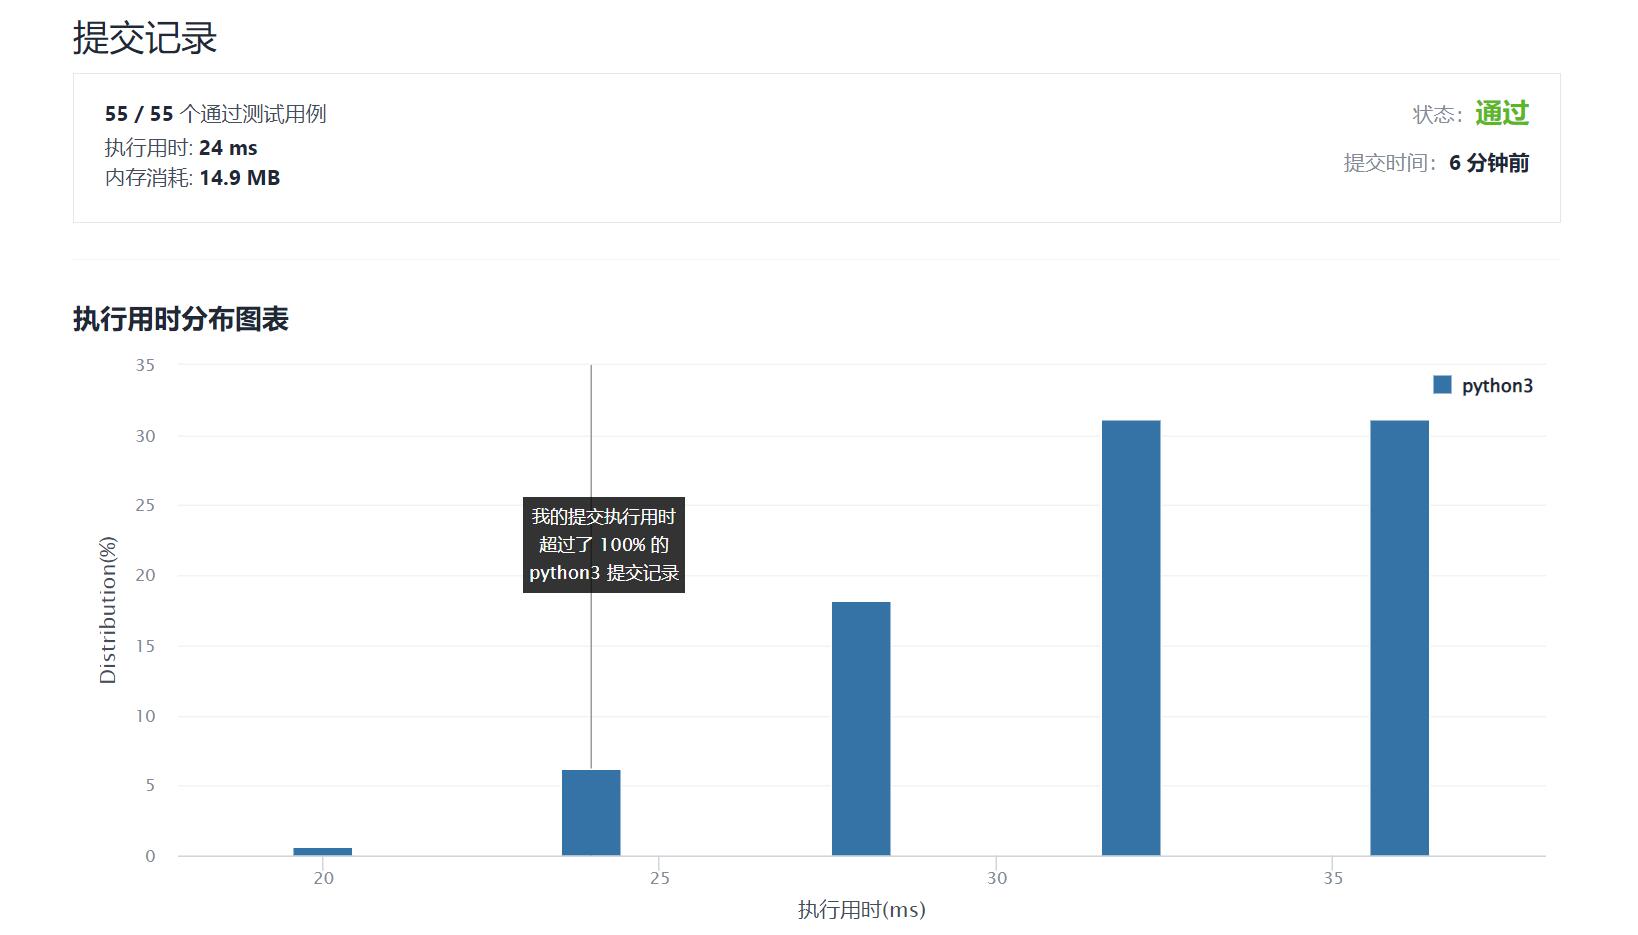 提交记录
55 / 55 个通过测试用例
状态：通过
执行用时: 24 ms
提交时间：6 分钟前
内存消耗: 14.9 MB
执行用时分布图表
35
python3
30
25
我的提交执行用时
超过了 100% 的
python3 提交记录
20
Distribution(%)
15
10
5
0
20
25
30
35
执行用时(ms)